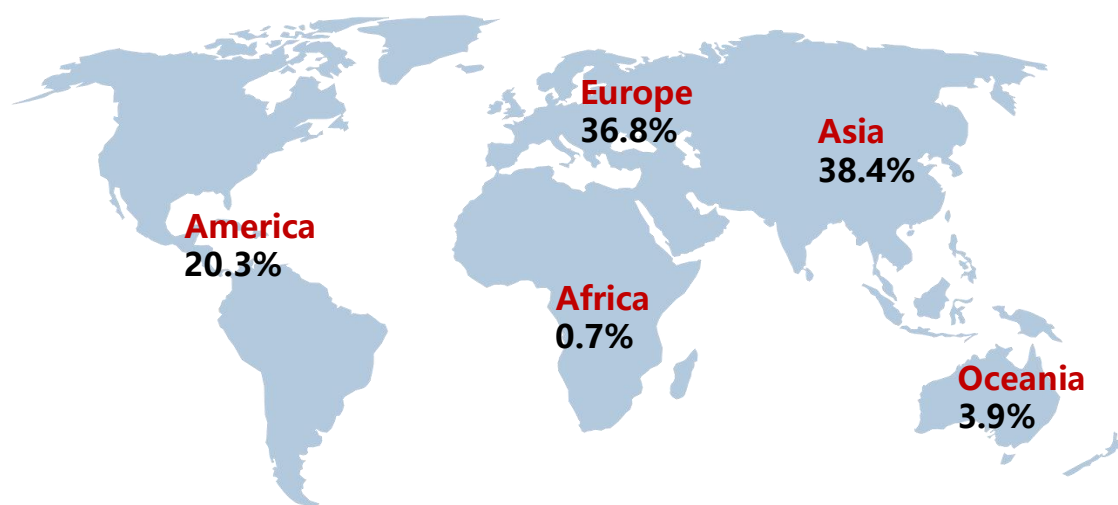 Europe
36.8%
Asia
38.4%
America
20.3%
Africa
0.7%
Oceania
3.9%